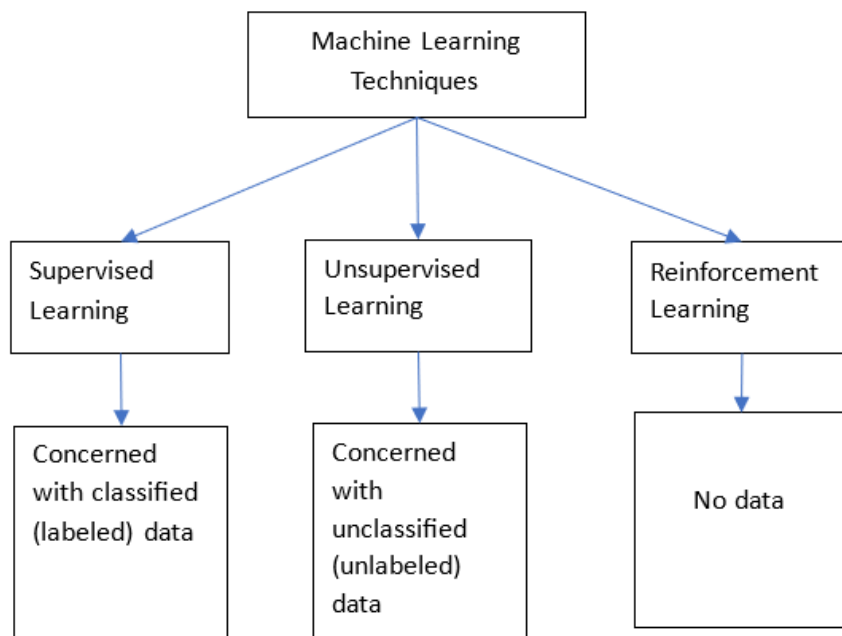 Machine Learning
Techniques
Supervised
Learning
Unsupervised
Learning
Reinforcement
Learning
Concerned
with classified
(labeled) data
Concerned
with
unclassified
(unlabeled)
data
No data